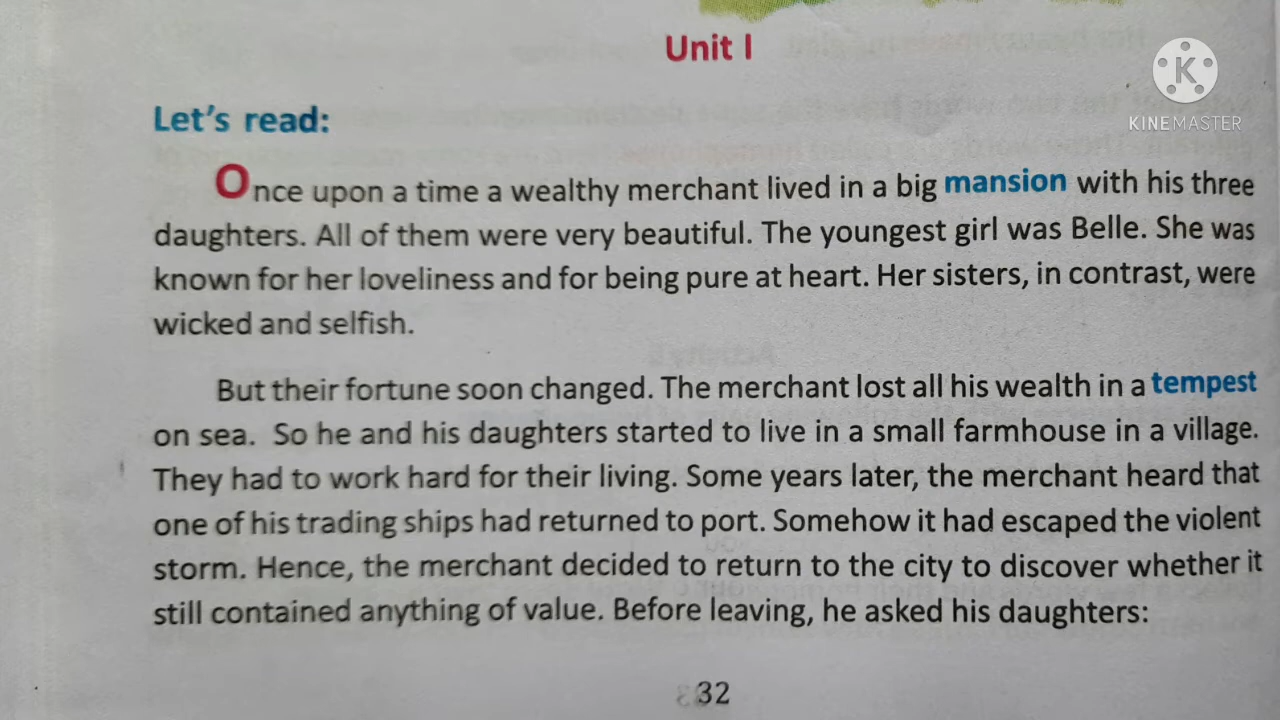 Unit I
K
KINEMASTER
Let's read:
Once upon a time a wealthy merchant lived in a big mansion with his three
daughters. All of them were very beautiful. The youngest girl was Belle. She was
known for her loveliness and for being pure at heart. Her sisters, in contrast, were
wicked and selfish.
But their fortune soon changed. The merchant lost all his wealth in a tempest
on sea. So he and his daughters started to live in a small farmhouse in a village.
They had to work hard for their living. Some years later, the merchant heard that
one of his trading ships had returned to port. Somehow it had escaped the violent
storm. Hence, the merchant decided to return to the city to discover whether it
still contained anything of value. Before leaving, he asked his daughters:
32